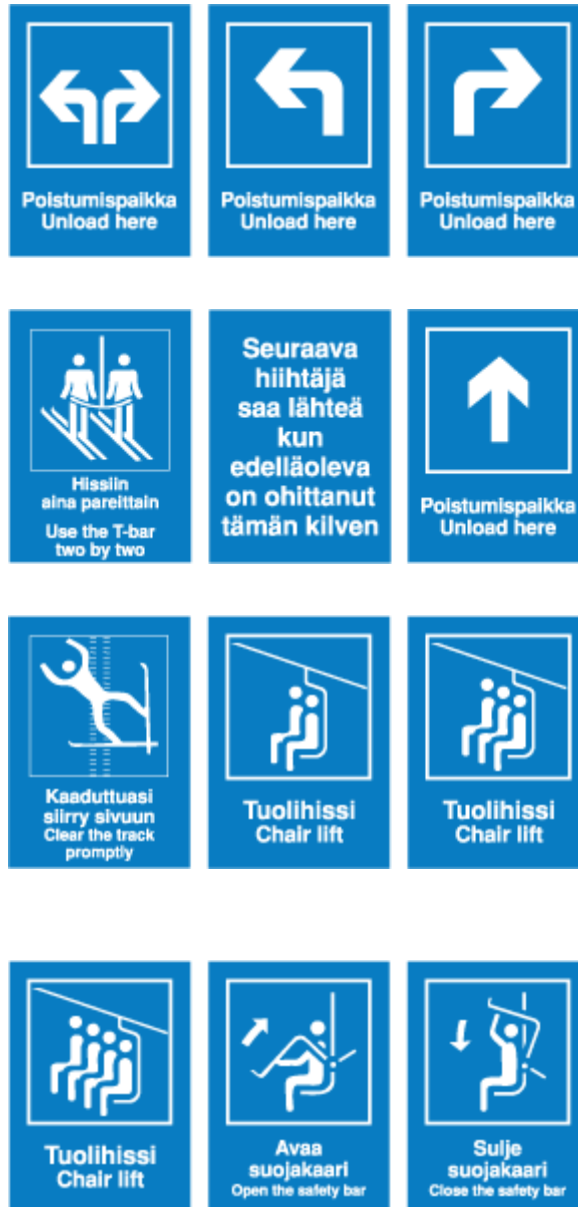 Poistumispaikka
Unload here
Poistumispaikka
Unload here
Poistumispaikka
Unload here
Hissiin
aina pareittain
Use the T-bar
two by two
Seuraava
hiihtäjä
saa lähteä
kun
edelläoleva
on ohittanut
tämän kilven
Poistumispaikka
Unload here
Kaaduttuasi
siirry sivuun
Clear the track
promptly
Tuolihissi
Chair lift
Tuolihissi
Chair lift
Tuolihissi
Chair lift
Avaa
suojakaari
Open the safety bar
Sulje
suojakaari
Close the safety bar